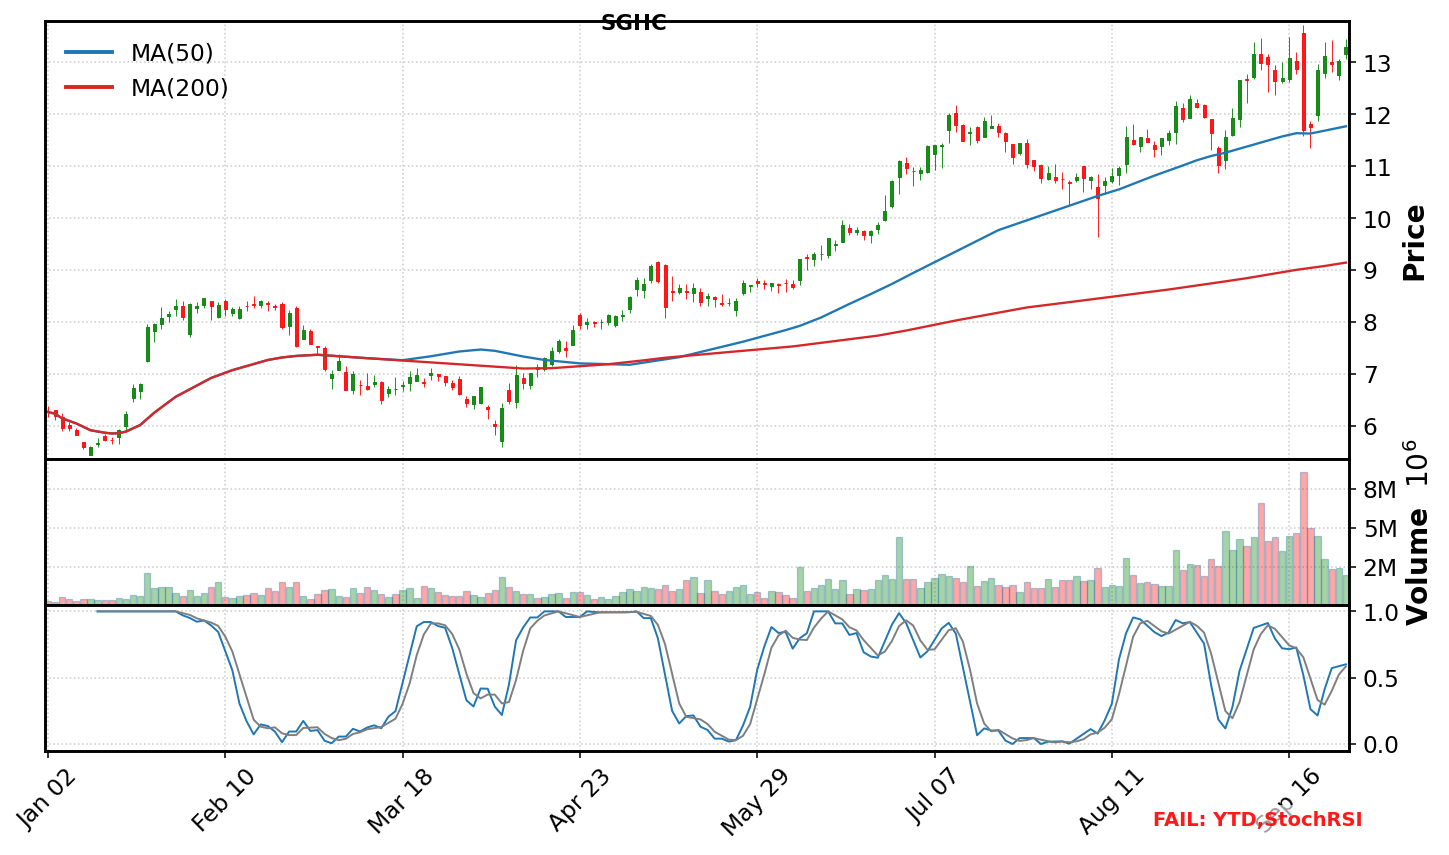 SGHC
MA(50)
MA(200)
13
12
11
10
9
8
7
6
Price
8M
5M
2M
Volume 10⁶
1.0
0.5
0.0
Jan 02
Feb 10
Mar 18
Apr 23
May 29
Jul 07
Aug 11
Sep 16
FAIL: YTD,StochRSI